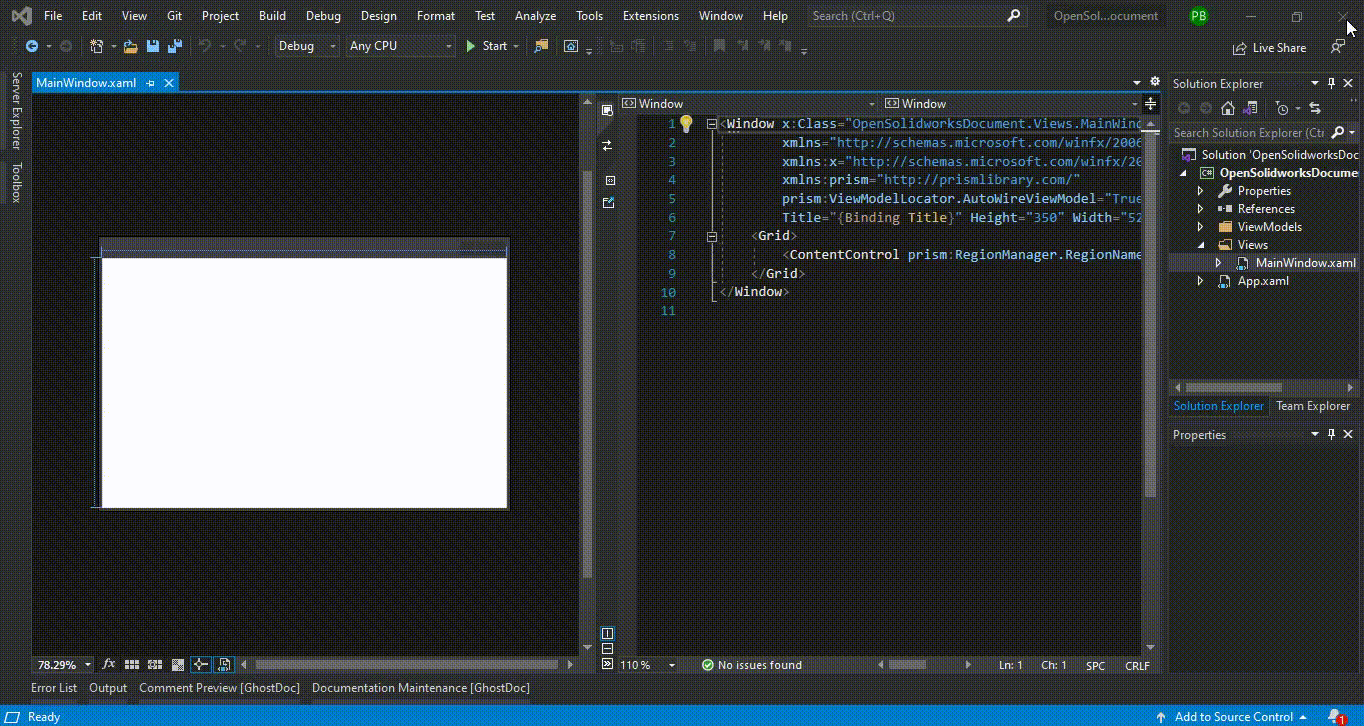 File Edit View Git Project Build Debug Design Format Test Analyze Tools Extensions Window Help Search (Ctrl+Q) OpenSol...ocument PB
Debug Any CPU Start Live Share
Server Explorer
Toolbox
MainWindow.xaml
Window Window
1 <Window x:Class="OpenSolidworksDocument.Views.MainWind
2 xmlns="http://schemas.microsoft.com/winfx/2006
3 xmlns:x="http://schemas.microsoft.com/winfx/20
4 xmlns:prism="http://prismlibrary.com/"
5 prism:ViewModelLocator.AutoWireViewModel="True
6 Title="{Binding Title}" Height="350" Width="52
7 <Grid>
8 <ContentControl prism:RegionManager.RegionName
9 </Grid>
10 </Window>
11
Solution Explorer
Search Solution Explorer (Ctr
Solution 'OpenSolidworksDoc
C# OpenSolidworksDocume
Properties
References
ViewModels
Views
MainWindow.xaml
App.xaml
Solution Explorer Team Explorer
Properties
78.29% fx
110 % No issues found Ln: 1 Ch: 1 SPC CRLF
Error List Output Comment Preview [GhostDoc] Documentation Maintenance [GhostDoc]
Ready Add to Source Control 1